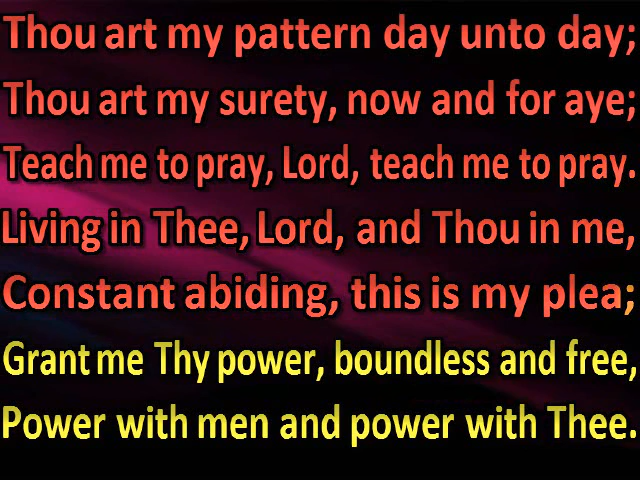 Thou art my pattern day unto day;
Thou art my surety, now and for aye;
Teach me to pray, Lord, teach me to pray.
Living in Thee, Lord, and Thou in me,
Constant abiding, this is my plea;
Grant me Thy power, boundless and free,
Power with men and power with Thee.